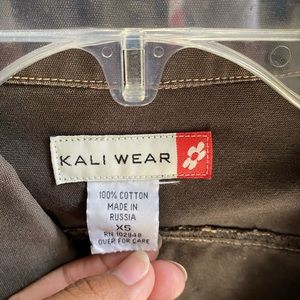 KALI WEAR
100% COTTON
MADE IN
RUSSIA
XS
RN 102948
OVER FOR CARE